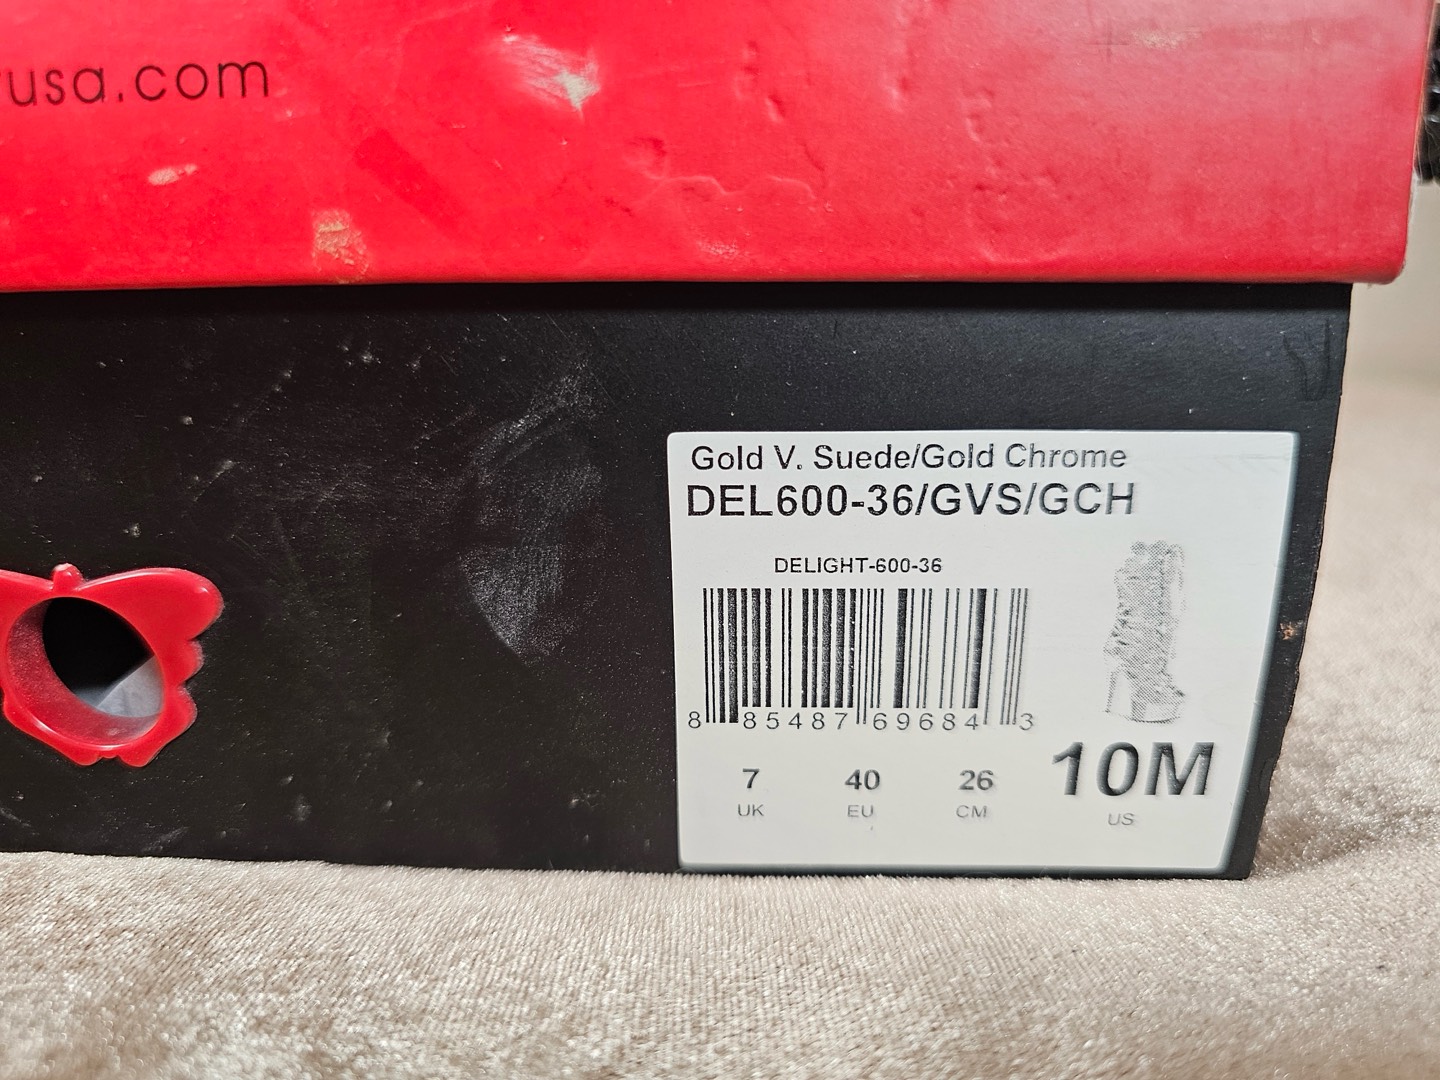 usa.com
Gold V. Suede/Gold Chrome
DEL600-36/GVS/GCH
DELIGHT-600-36
8 85487 69684 3
7 40 26 10M
UK EU CM US